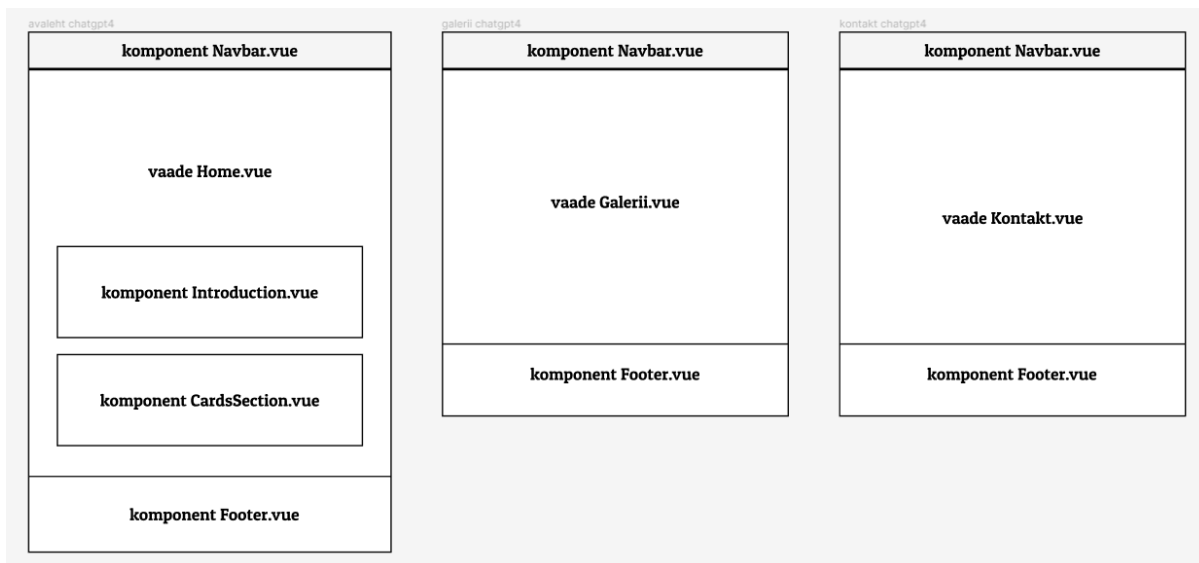 avaleht chatgpt4
komponent Navbar.vue
vaade Home.vue
komponent Introduction.vue
komponent CardsSection.vue
komponent Footer.vue
galerii chatgpt4
komponent Navbar.vue
vaade Galerii.vue
komponent Footer.vue
kontakt chatgpt4
komponent Navbar.vue
vaade Kontakt.vue
komponent Footer.vue